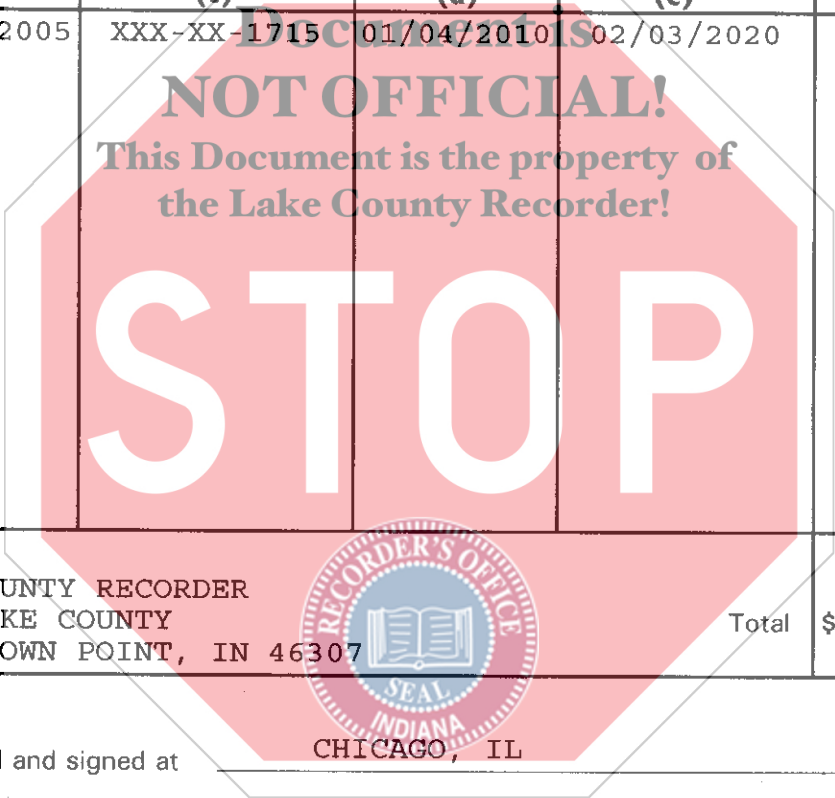 (d) (e)
2005 XXX-XX-1715 01/04/2010 02/03/2020
Document is
NOT OFFICIAL!
This Document is the property of
the Lake County Recorder!
STOP
UNTY RECORDER
KE COUNTY
OWN POINT, IN 46307
Total $
RECORDER'S OFFICE
SEAL
INDIANA
and signed at CHICAGO, IL